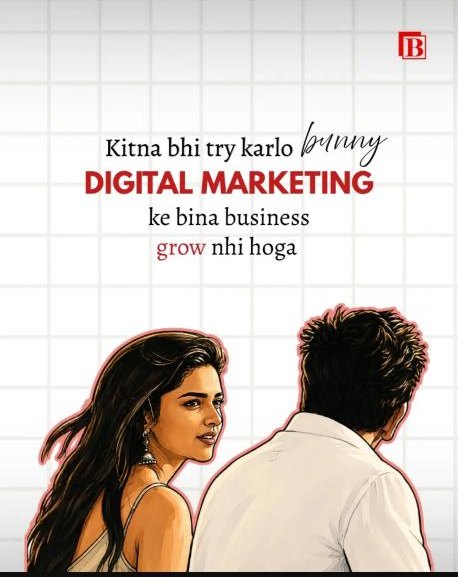 B
Kitna bhi try karlo bunny
DIGITAL MARKETING
ke bina business
grow nhi hoga